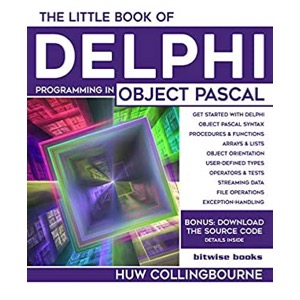 THE LITTLE BOOK OF
DELPHI
PROGRAMMING IN OBJECT PASCAL
GET STARTED WITH DELPHI
OBJECT PASCAL SYNTAX
PROCEDURES & FUNCTIONS
ARRAYS & LISTS
OBJECT ORIENTATION
USER-DEFINED TYPES
OPERATORS & TESTS
STREAMING DATA
FILE OPERATIONS
EXCEPTION-HANDLING
BONUS: DOWNLOAD
THE SOURCE CODE
DETAILS INSIDE
bitwise books
HUW COLLINGBOURNE